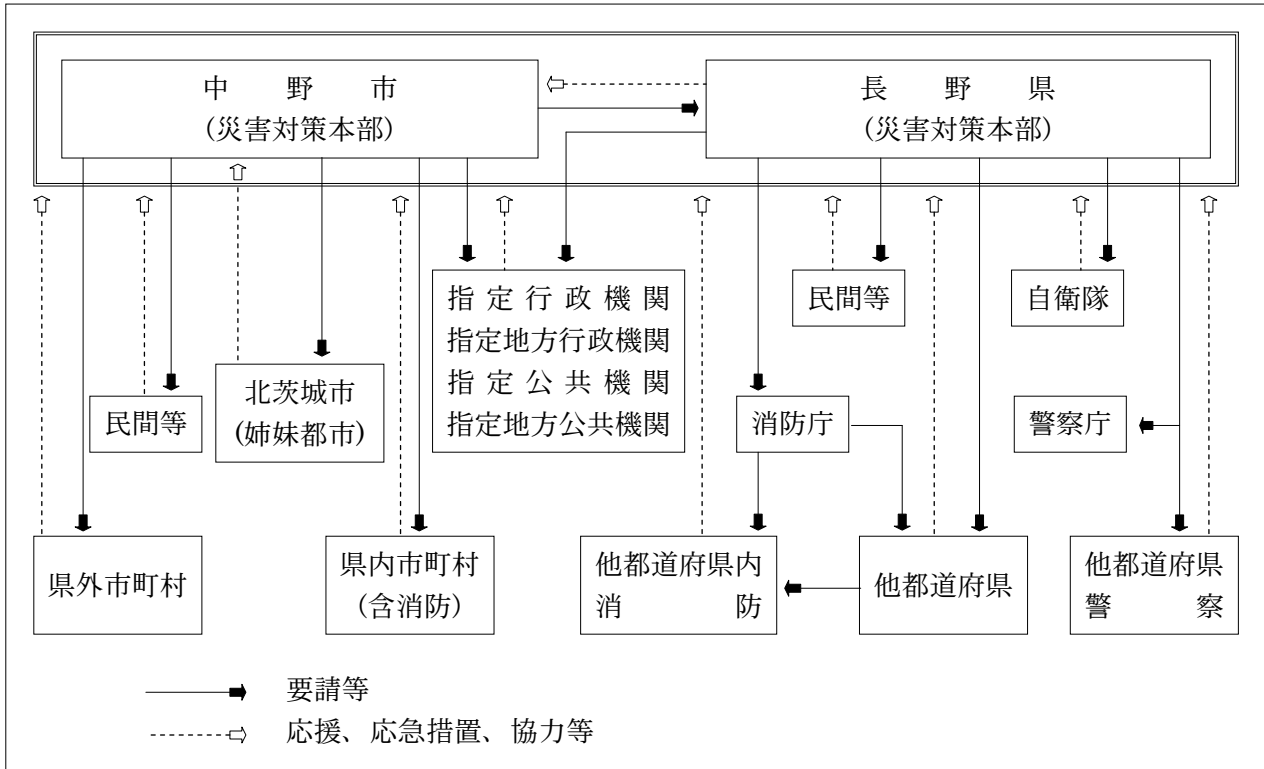 中野市
(災害対策本部)
長野県
(災害対策本部)
指定行政機関
指定地方行政機関
指定公共機関
指定地方公共機関
民間等
自衛隊
民間等
北茨城市
(姉妹都市)
消防庁
警察庁
県外市町村
県内市町村
(含消防)
他都道府県内
消防
他都道府県
他都道府県
警察
要請等
応援、応急措置、協力等